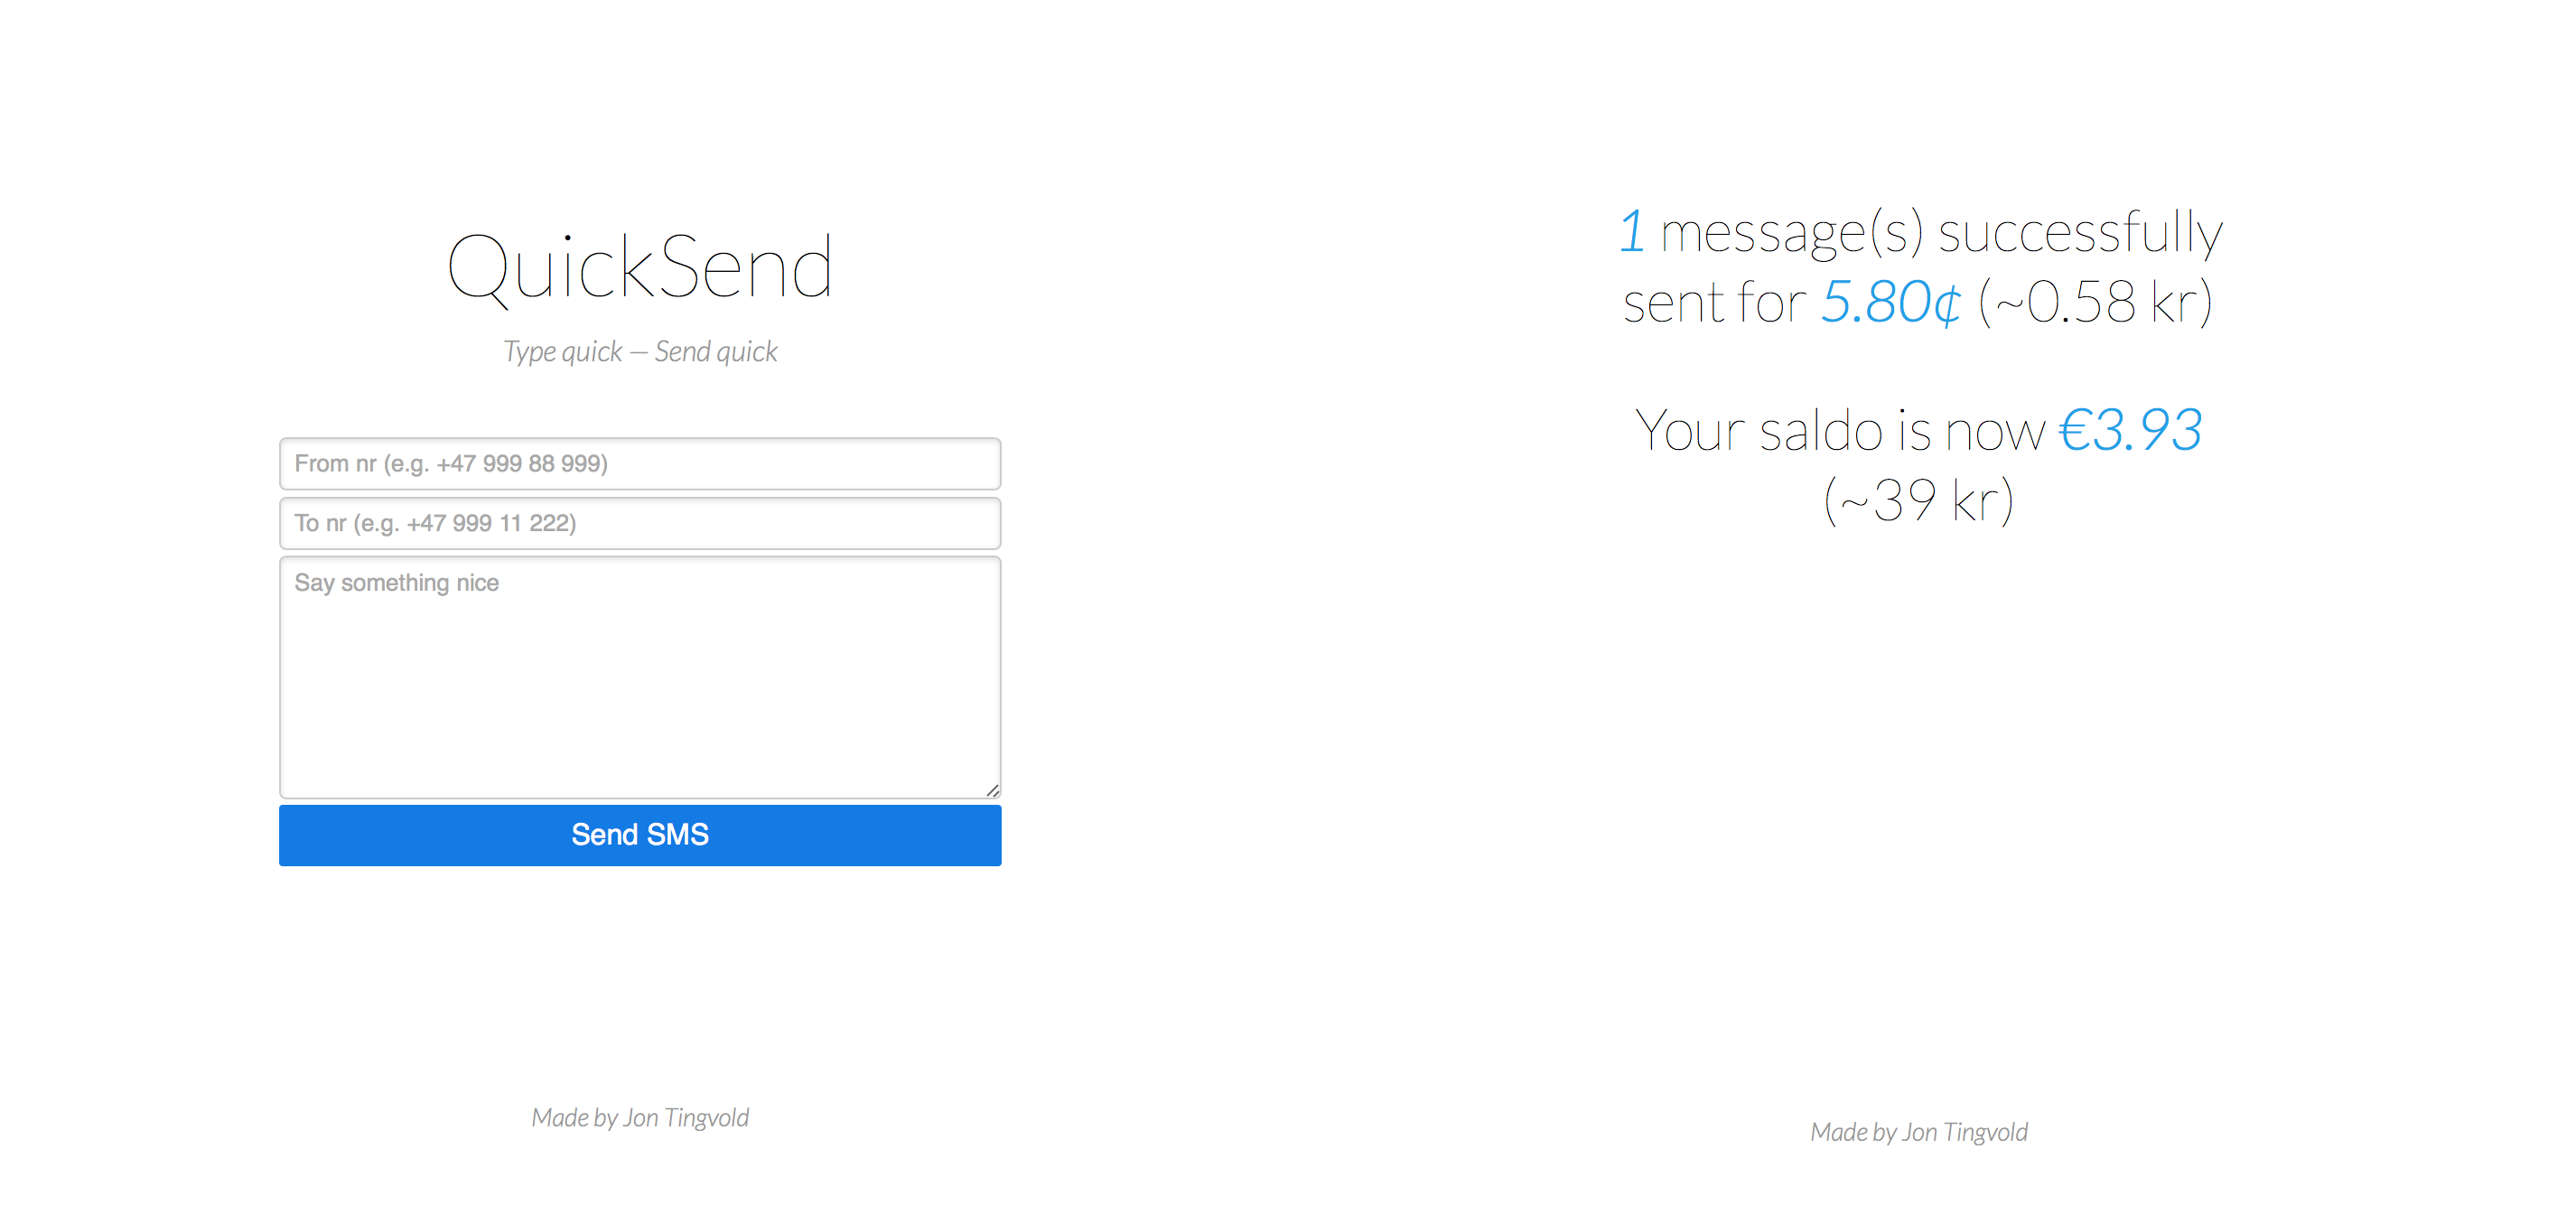 QuickSend
Type quick — Send quick
From nr (e.g. +47 999 88 999)
To nr (e.g. +47 999 11 222)
Say something nice
Send SMS
Made by Jon Tingvold
1 message(s) successfully
sent for 5.80¢ (~0.58 kr)
Your saldo is now €3.93
(~39 kr)
Made by Jon Tingvold